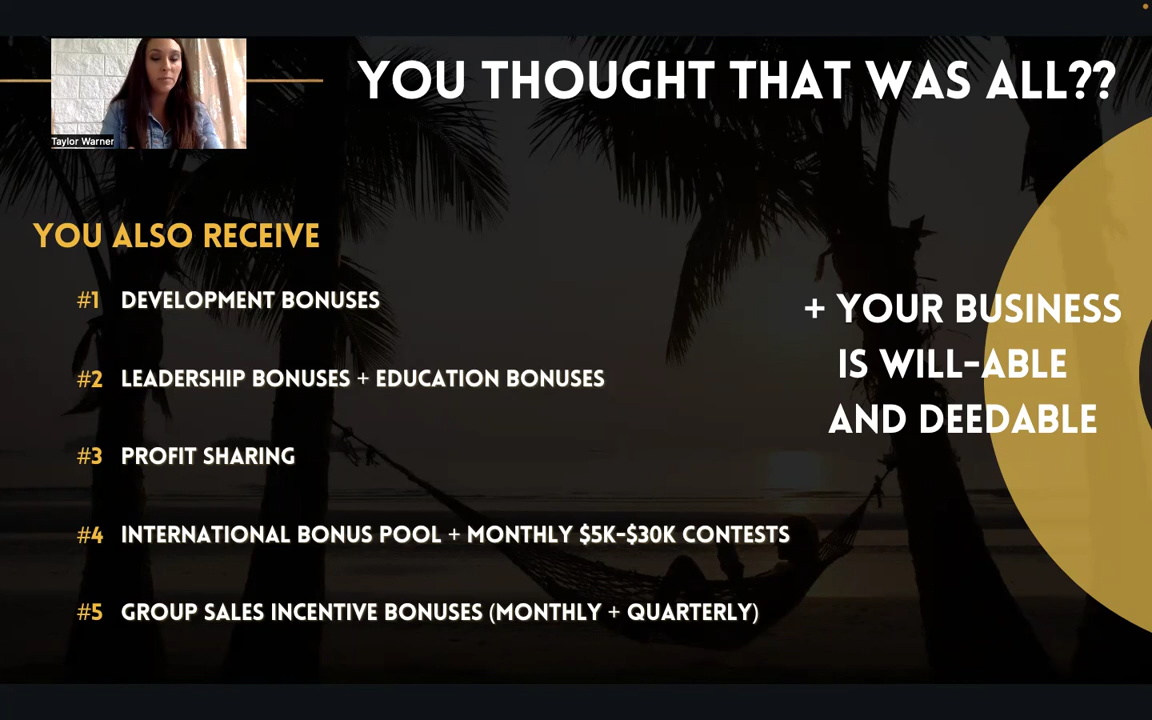 YOU THOUGHT THAT WAS ALL??
Taylor Warner
YOU ALSO RECEIVE
#1 DEVELOPMENT BONUSES
#2 LEADERSHIP BONUSES + EDUCATION BONUSES
#3 PROFIT SHARING
#4 INTERNATIONAL BONUS POOL + MONTHLY $5K-$30K CONTESTS
#5 GROUP SALES INCENTIVE BONUSES (MONTHLY + QUARTERLY)
+ YOUR BUSINESS
IS WILL-ABLE
AND DEEDABLE